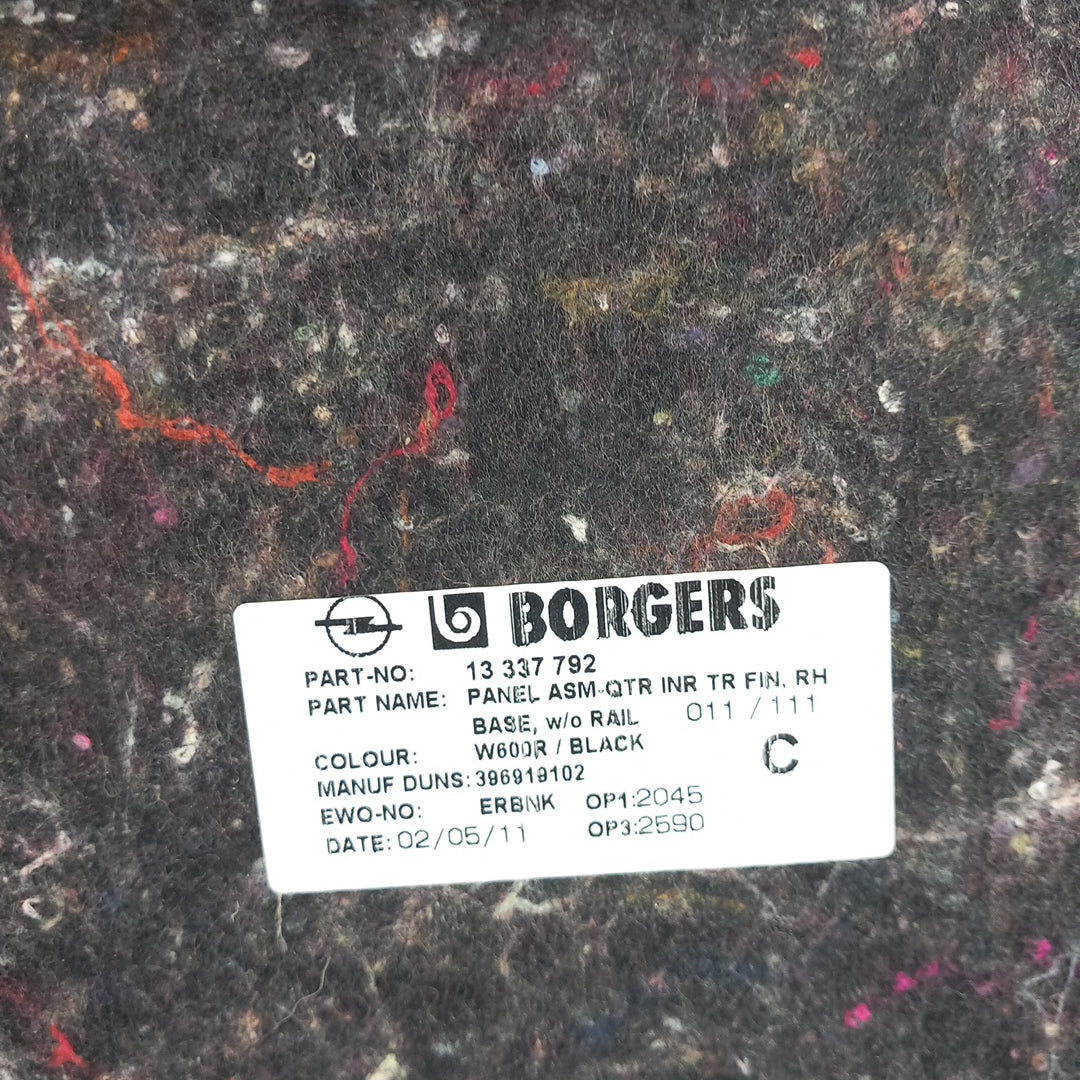 BORGERS
PART-NO: 13 337 792
PART NAME: PANEL ASM-QTR INR TR FIN, RH
BASE, w/o RAIL 011 / 111
COLOUR: W600R / BLACK
C
MANUF DUNS: 396919102
EWO-NO: ERBNK OP1:2045
DATE: 02/05/11 OP3:2590